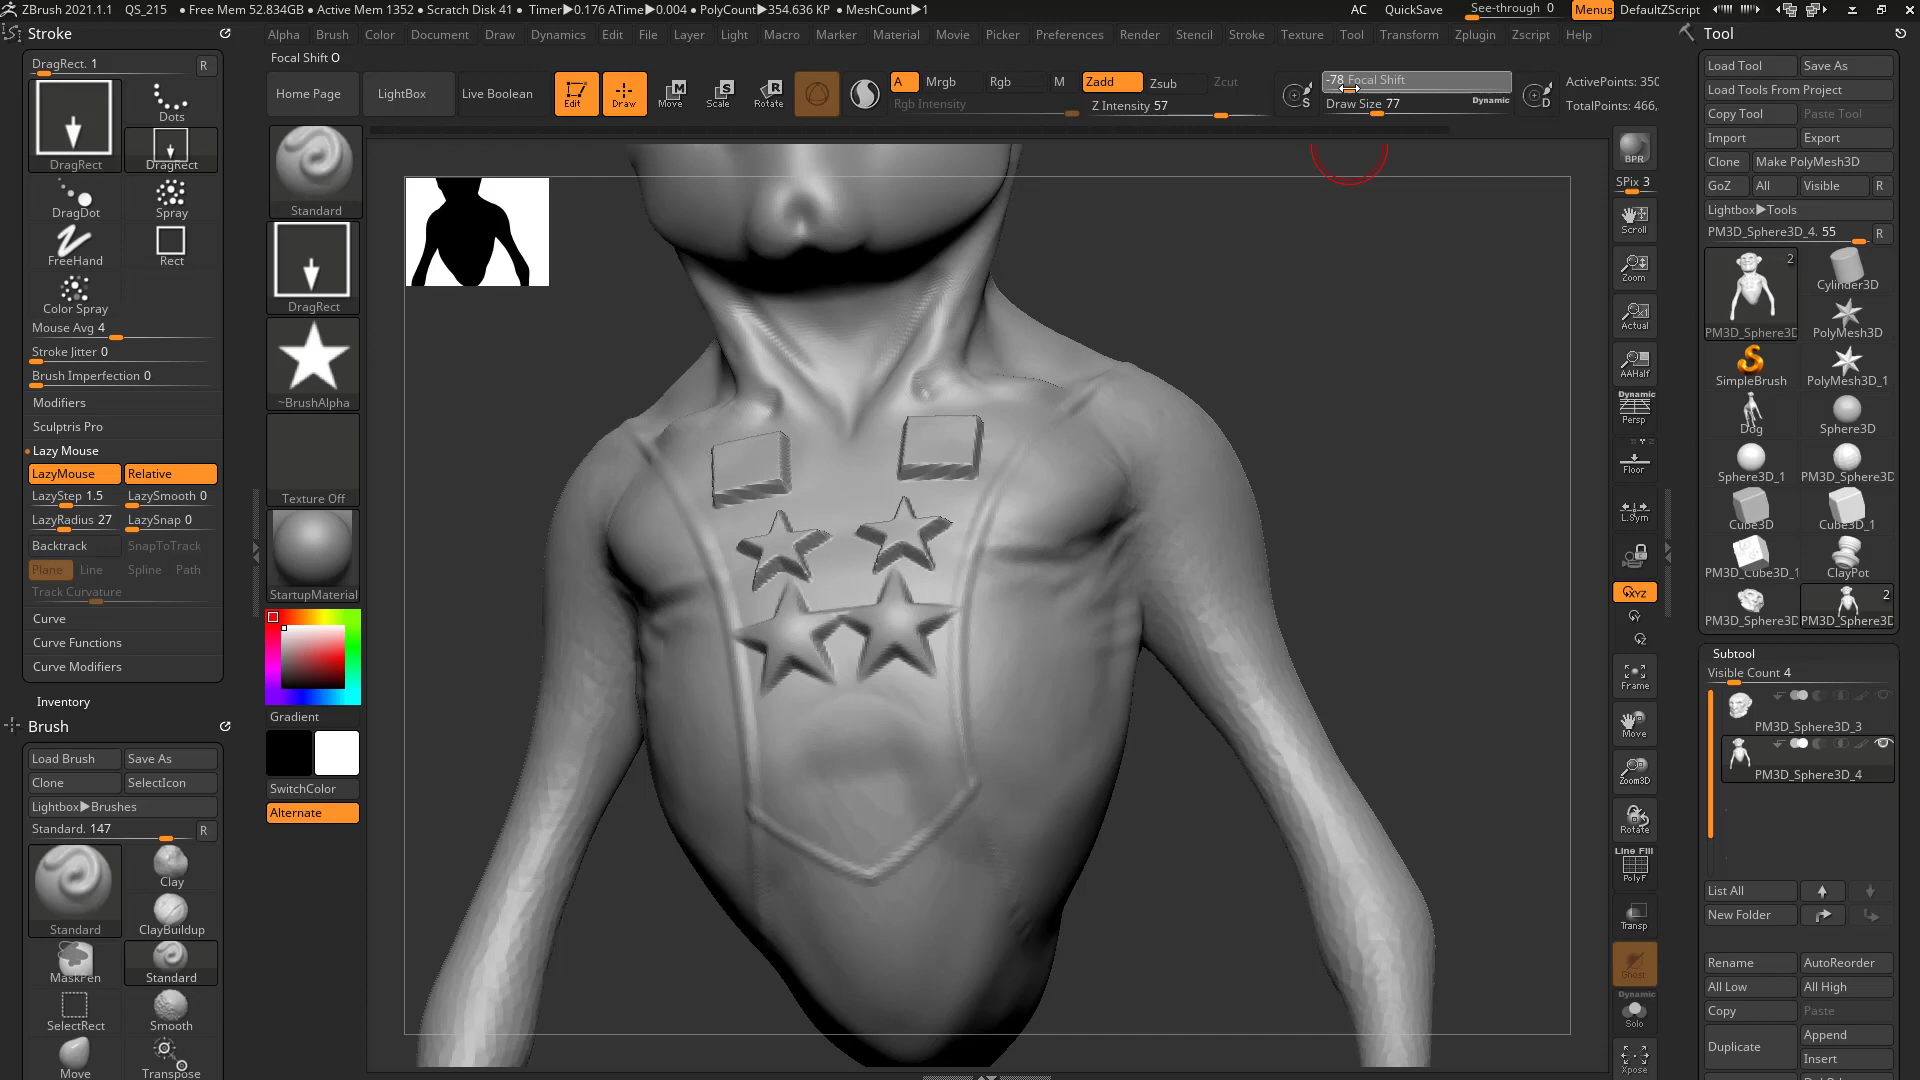 ZBrush 2021.1.1 QS_215 ● Free Mem 52.834GB ● Active Mem 1352 ● Scratch Disk 41 ● Timer▶0.176 ATime▶0.004 ● PolyCount▶354.636 KP ● MeshCount▶1 AC QuickSave See-through 0 Menus DefaultZScript
Alpha Brush Color Document Draw Dynamics Edit File Layer Light Macro Marker Material Movie Picker Preferences Render Stencil Stroke Texture Tool Transform Zplugin Zscript Help
Focal Shift 0
Home Page LightBox Live Boolean Edit Draw Move Scale Rotate
A Mrgb Rgb M Zadd Zsub Zcut
Rgb Intensity Z Intensity 57
S -78 Focal Shift
Draw Size 77 Dynamic D
ActivePoints: 350
TotalPoints: 466,
Stroke
DragRect. 1 R
DragRect
Dots
DragRect
DragDot Spray
FreeHand Rect
Color Spray
Mouse Avg 4
Stroke Jitter 0
Brush Imperfection 0
Modifiers
Sculptris Pro
Lazy Mouse
LazyMouse Relative
LazyStep 1.5 LazySmooth 0
LazyRadius 27 LazySnap 0
Backtrack SnapToTrack
Plane Line Spline Path
Track Curvature
Curve
Curve Functions
Curve Modifiers
Inventory
Brush
Load Brush Save As
Clone SelectIcon
Lightbox▶Brushes
Standard. 147 R
Standard
Clay
ClayBuildup
MaskPen Standard
SelectRect Smooth
Move Transpose
Standard
DragRect
~BrushAlpha
Texture Off
StartupMaterial
Gradient
SwitchColor
Alternate
BPR
SPix 3
Scroll
Zoom
Actual
AAHalf
Dynamic
Persp
Floor
L.Sym
XYZ
Frame
Move
Zoom3D
Rotate
Line Fill
PolyF
Transp
Ghost
Dynamic
Solo
Xpose
Tool
Load Tool Save As
Load Tools From Project
Copy Tool Paste Tool
Import Export
Clone Make PolyMesh3D
GoZ All Visible R
Lightbox▶Tools
PM3D_Sphere3D_4. 55 R
2
PM3D_Sphere3D
Cylinder3D
PolyMesh3D
SimpleBrush PolyMesh3D_1
Dog Sphere3D
Sphere3D_1 PM3D_Sphere3D
Cube3D Cube3D_1
PM3D_Cube3D_1 ClayPot
2
PM3D_Sphere3D PM3D_Sphere3D
Subtool
Visible Count 4
PM3D_Sphere3D_3
PM3D_Sphere3D_4
List All
New Folder
Rename AutoReorder
All Low All High
Copy Paste
Duplicate
Append
Insert